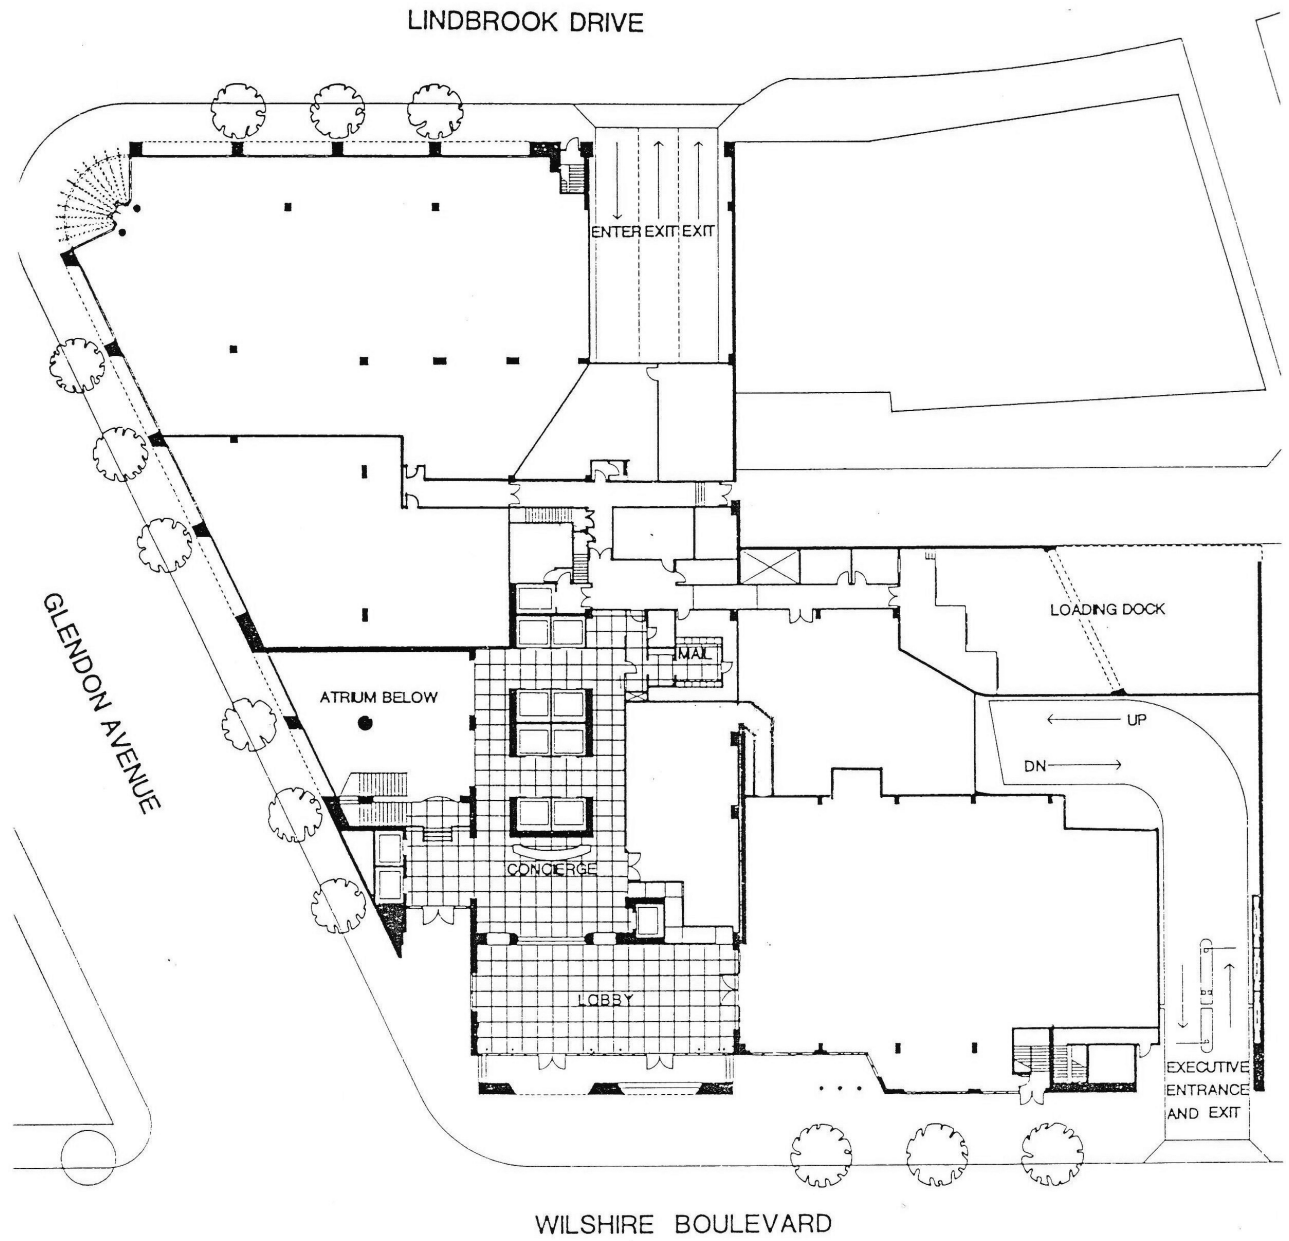 LINDBROOK DRIVE
ENTER EXIT EXIT
LOADING DOCK
MAIL
GLENDON AVENUE
ATRIUM BELOW
UP
DN
CONCIERGE
LOBBY
EXECUTIVE
ENTRANCE
AND EXIT
WILSHIRE BOULEVARD